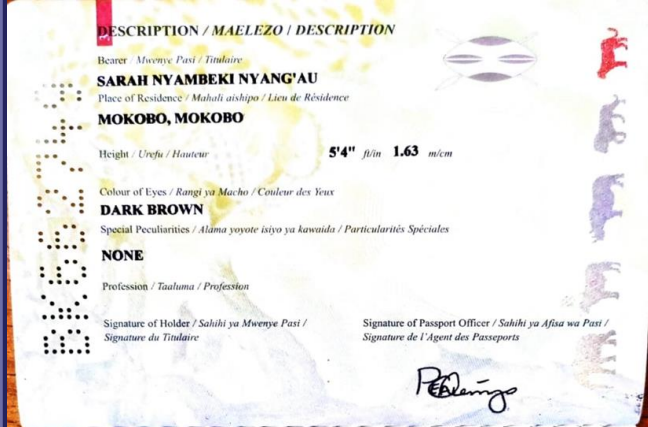 DESCRIPTION / MAELEZO / DESCRIPTION
Bearer / Mwenye Pasi / Titulaire
SARAH NYAMBEKI NYANG'AU
Place of Residence / Mahali aishipo / Lieu de Résidence
MOKOBO, MOKOBO
Height / Urefu / Hauteur 5'4" ft/in 1.63 m/cm
Colour of Eyes / Rangi ya Macho / Couleur des Yeux
DARK BROWN
Special Peculiarities / Alama yoyote isiyo ya kawaida / Particularités Spéciales
NONE
Profession / Taaluma / Profession
Signature of Holder / Sahihi ya Mwenye Pasi /
Signature du Titulaire
Signature of Passport Officer / Sahihi ya Afisa wa Pasi /
Signature de l'Agent des Passeports